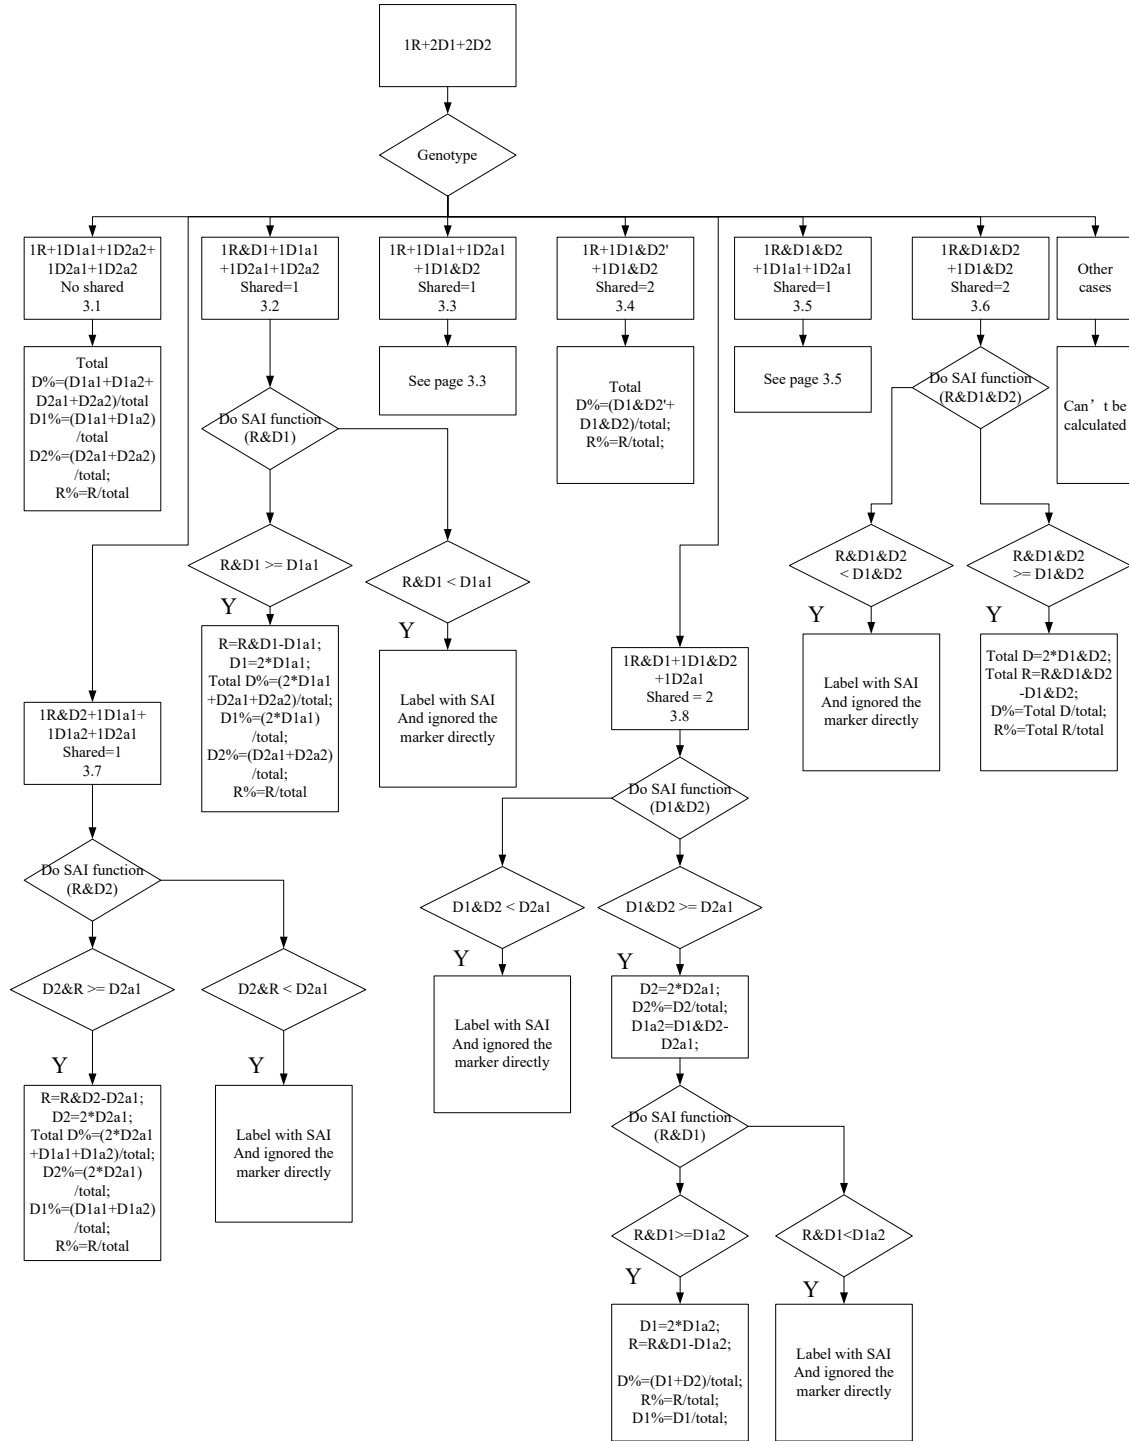 1R+2D1+2D2
Genotype
1R+1D1a1+1D2a2+
1D2a1+1D2a2
No shared
3.1
1R&D1+1D1a1
+1D2a1+1D2a2
Shared=1
3.2
1R+1D1a1+1D2a1
+1D1&D2
Shared=1
3.3
1R+1D1&D2'
+1D1&D2
Shared=2
3.4
1R&D1&D2
+1D1a1+1D2a1
Shared=1
3.5
1R&D1&D2
+1D1&D2
Shared=2
3.6
Other
cases
Total
D%=(D1a1+D1a2+
D2a1+D2a2)/total
D1%=(D1a1+D1a2)
/total
D2%=(D2a1+D2a2)
/total;
R%=R/total
Do SAI function
(R&D1)
See page 3.3
Total
D%=(D1&D2'+
D1&D2)/total;
R%=R/total;
See page 3.5
Do SAI function
(R&D1&D2)
Can’t be
calculated
R&D1 >= D1a1
Y
R&D1 < D1a1
Y
R&D1&D2
< D1&D2
Y
R&D1&D2
>= D1&D2
Y
R=R&D1-D1a1;
D1=2*D1a1;
Total D%=(2*D1a1
+D2a1+D2a2)/total;
D1%=(2*D1a1)
/total;
D2%=(D2a1+D2a2)
/total;
R%=R/total
Label with SAI
And ignored the
marker directly
Label with SAI
And ignored the
marker directly
Total D=2*D1&D2;
Total R=R&D1&D2
-D1&D2;
D%=Total D/total;
R%=Total R/total
1R&D2+1D1a1+
1D1a2+1D2a1
Shared=1
3.7
1R&D1+1D1&D2
+1D2a1
Shared = 2
3.8
Do SAI function
(D1&D2)
Do SAI function
(R&D2)
D1&D2 < D2a1
Y
D1&D2 >= D2a1
Y
D2&R >= D2a1
Y
D2&R < D2a1
Y
Label with SAI
And ignored the
marker directly
D2=2*D2a1;
D2%=D2/total;
D1a2=D1&D2-
D2a1;
R=R&D2-D2a1;
D2=2*D2a1;
Total D%=(2*D2a1
+D1a1+D1a2)/total;
D2%=(2*D2a1)
/total;
D1%=(D1a1+D1a2)
/total;
R%=R/total
Label with SAI
And ignored the
marker directly
Do SAI function
(R&D1)
R&D1>=D1a2
Y
R&D1<D1a2
Y
D1=2*D1a2;
R=R&D1-D1a2;
D%=(D1+D2)/total;
R%=R/total;
D1%=D1/total;
Label with SAI
And ignored the
marker directly